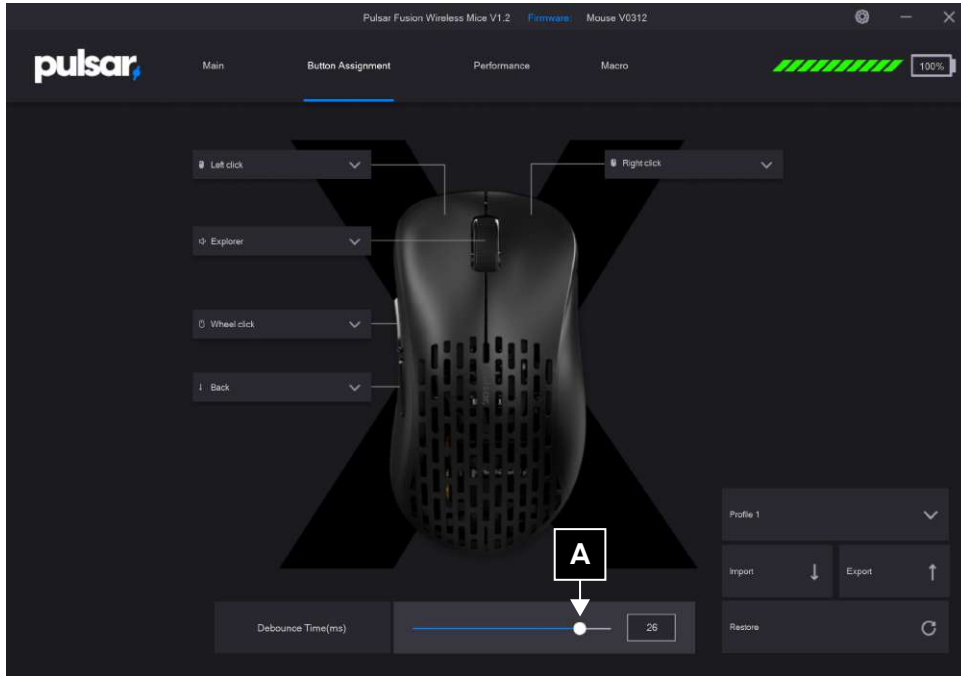 Pulsar Fusion Wireless Mice V1.2 Firmware: Mouse V0312
pulsar
Main Button Assignment Performance Macro 100%
Left click Right click
Explorer
Wheel click
Back
Profile 1
A
Import Export
Debounce Time(ms) 26 Restore